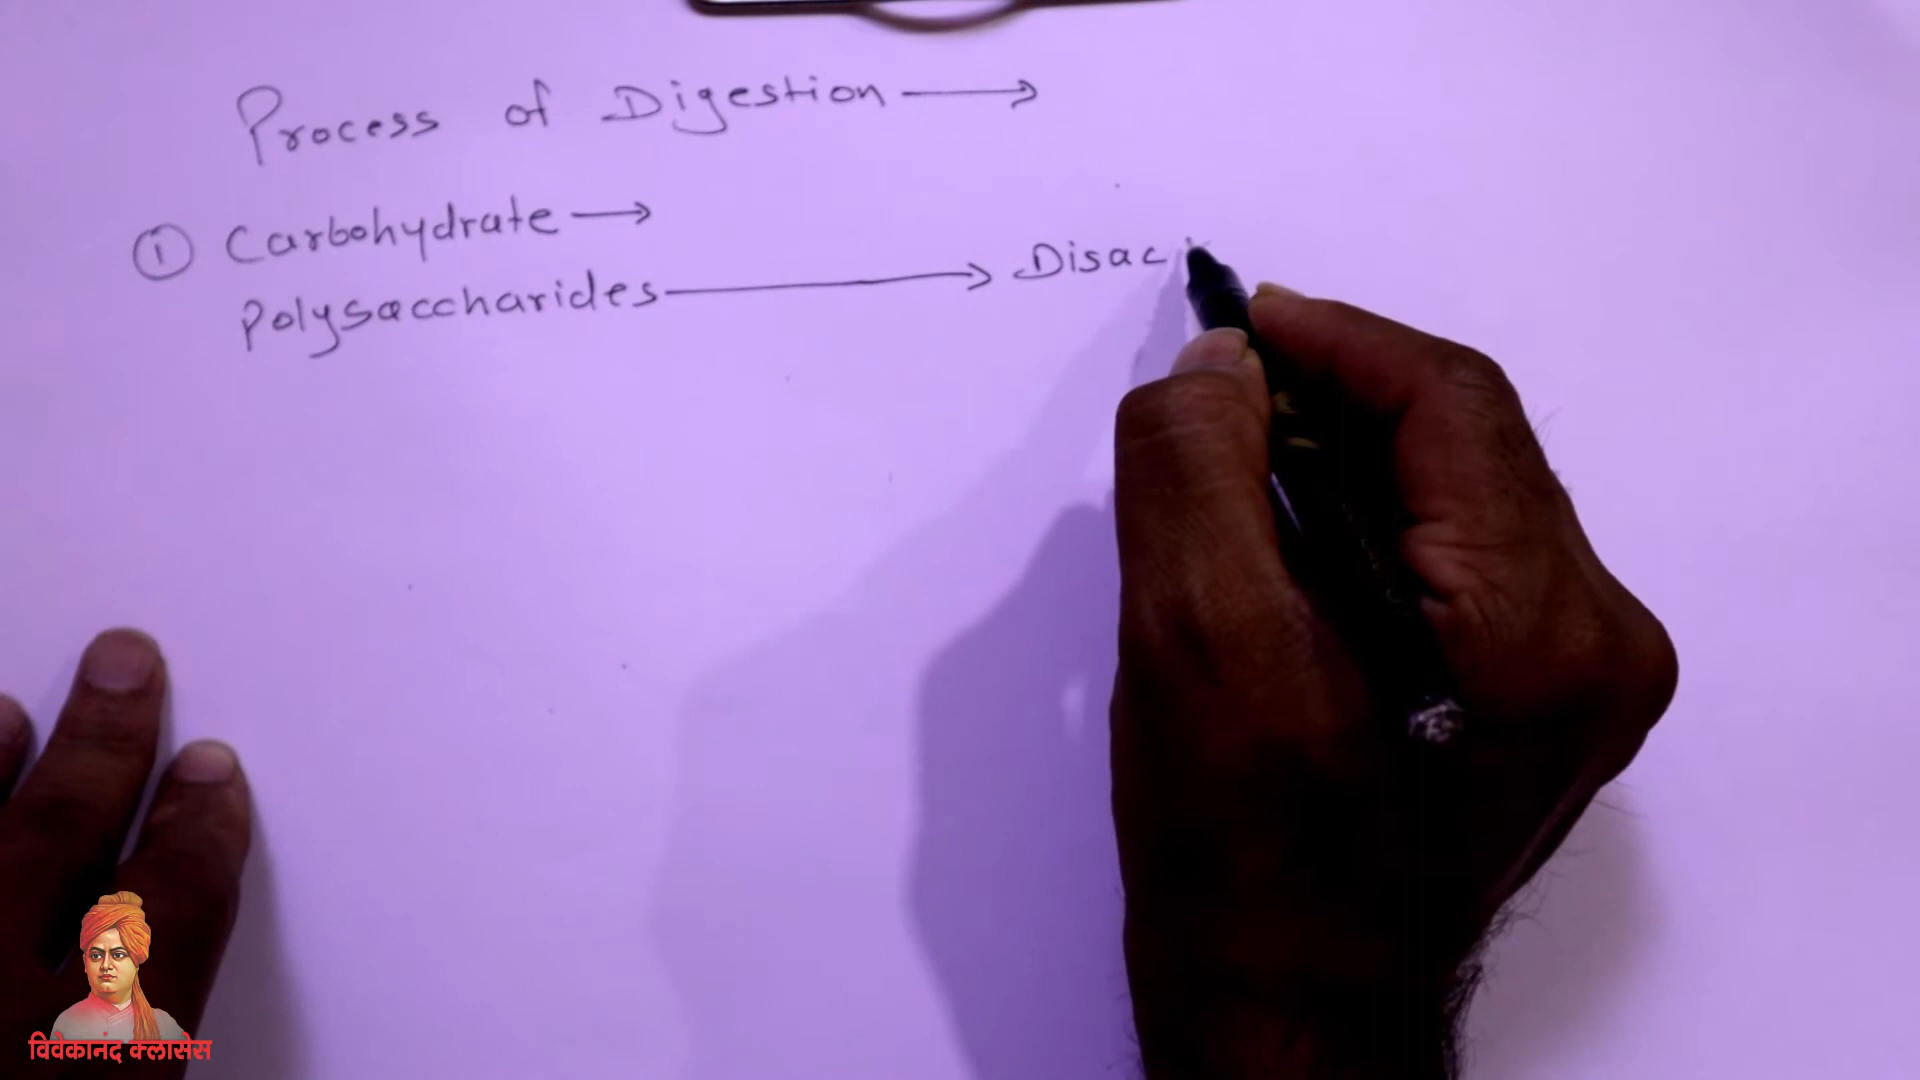 Process of Digestion →
① Carbohydrate →
Polysaccharides → Disac
विवेकानंद क्लासेस